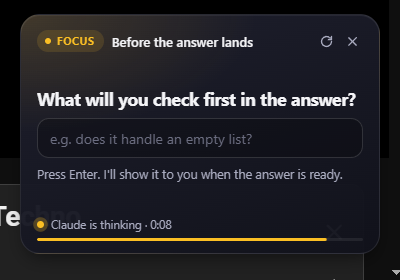 FOCUS Before the answer lands
What will you check first in the answer?
e.g. does it handle an empty list?
Press Enter. I'll show it to you when the answer is ready.
Claude is thinking · 0:08